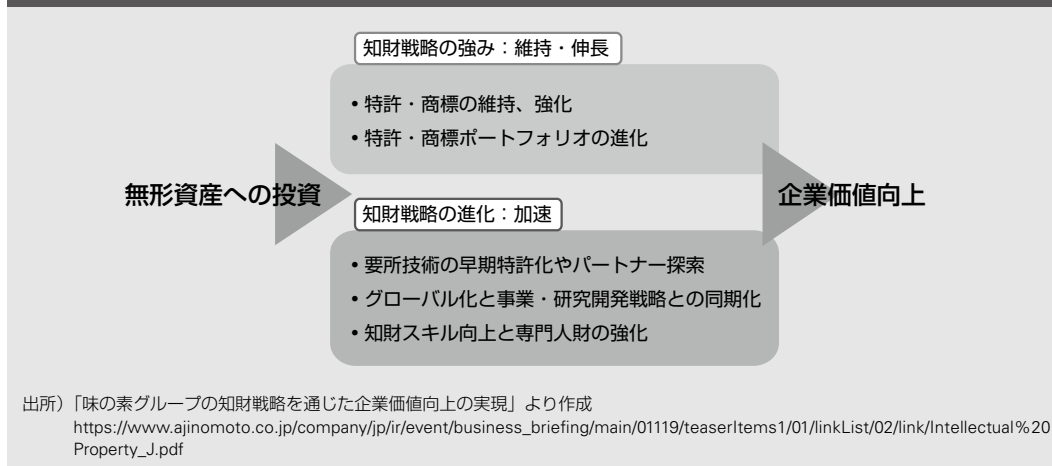 知財戦略の強み：維持・伸長
•特許・商標の維持、強化
•特許・商標ポートフォリオの進化
無形資産への投資
企業価値向上
知財戦略の進化：加速
•要所技術の早期特許化やパートナー探索
•グローバル化と事業・研究開発戦略との同期化
•知財スキル向上と専門人財の強化
出所）「味の素グループの知財戦略を通じた企業価値向上の実現」より作成
https://www.ajinomoto.co.jp/company/jp/ir/event/business_briefing/main/01119/teaserItems1/01/linkList/02/link/Intellectual%20
Property_J.pdf